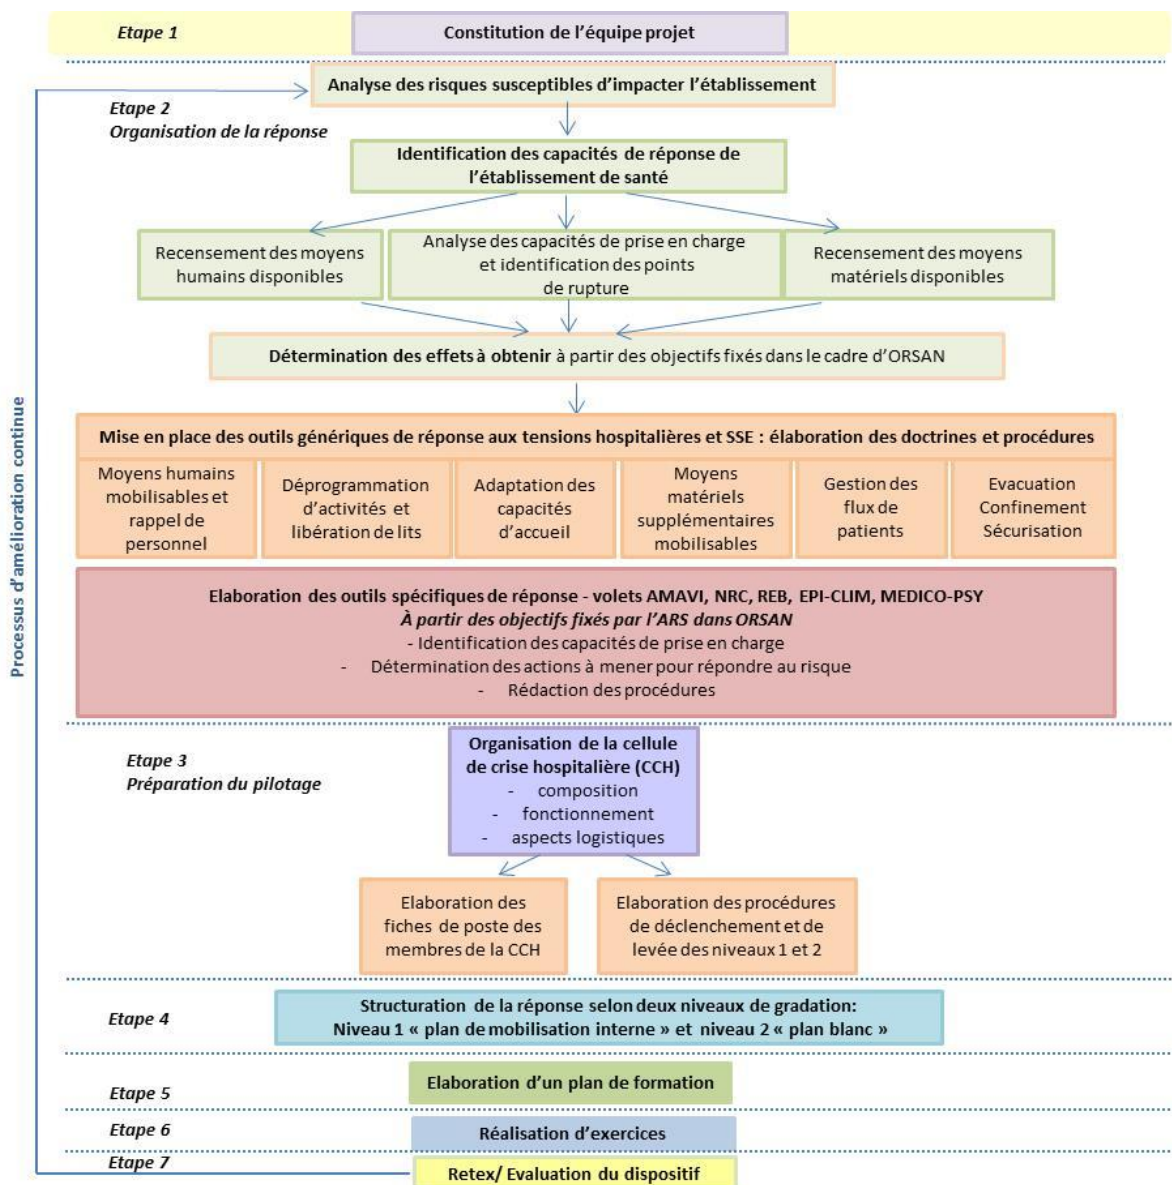 Etape 1
Constitution de l'équipe projet
Analyse des risques susceptibles d'impacter l'établissement
Etape 2
Organisation de la réponse
Identification des capacités de réponse de
l'établissement de santé
Recensement des moyens
humains disponibles
Analyse des capacités de prise en charge
et identification des points
de rupture
Recensement des moyens
matériels disponibles
Détermination des effets à obtenir à partir des objectifs fixés dans le cadre d'ORSAN
Mise en place des outils génériques de réponse aux tensions hospitalières et SSE : élaboration des doctrines et procédures
Moyens humains
mobilisables et
rappel de
personnel
Déprogrammation
d'activités et
libération de lits
Adaptation des
capacités
d'accueil
Moyens
matériels
supplémentaires
mobilisables
Gestion des
flux de
patients
Evacuation
Confinement
Sécurisation
Elaboration des outils spécifiques de réponse - volets AMAVI, NRC, REB, EPI-CLIM, MEDICO-PSY
À partir des objectifs fixés par l'ARS dans ORSAN
- Identification des capacités de prise en charge
- Détermination des actions à mener pour répondre au risque
- Rédaction des procédures
Processus d'amélioration continue
Etape 3
Préparation du pilotage
Organisation de la cellule
de crise hospitalière (CCH)
- composition
- fonctionnement
- aspects logistiques
Elaboration des
fiches de poste des
membres de la CCH
Elaboration des procédures
de déclenchement et de
levée des niveaux 1 et 2
Etape 4
Structuration de la réponse selon deux niveaux de gradation:
Niveau 1 « plan de mobilisation interne » et niveau 2 « plan blanc »
Etape 5
Elaboration d'un plan de formation
Etape 6
Réalisation d'exercices
Etape 7
Retex/ Evaluation du dispositif